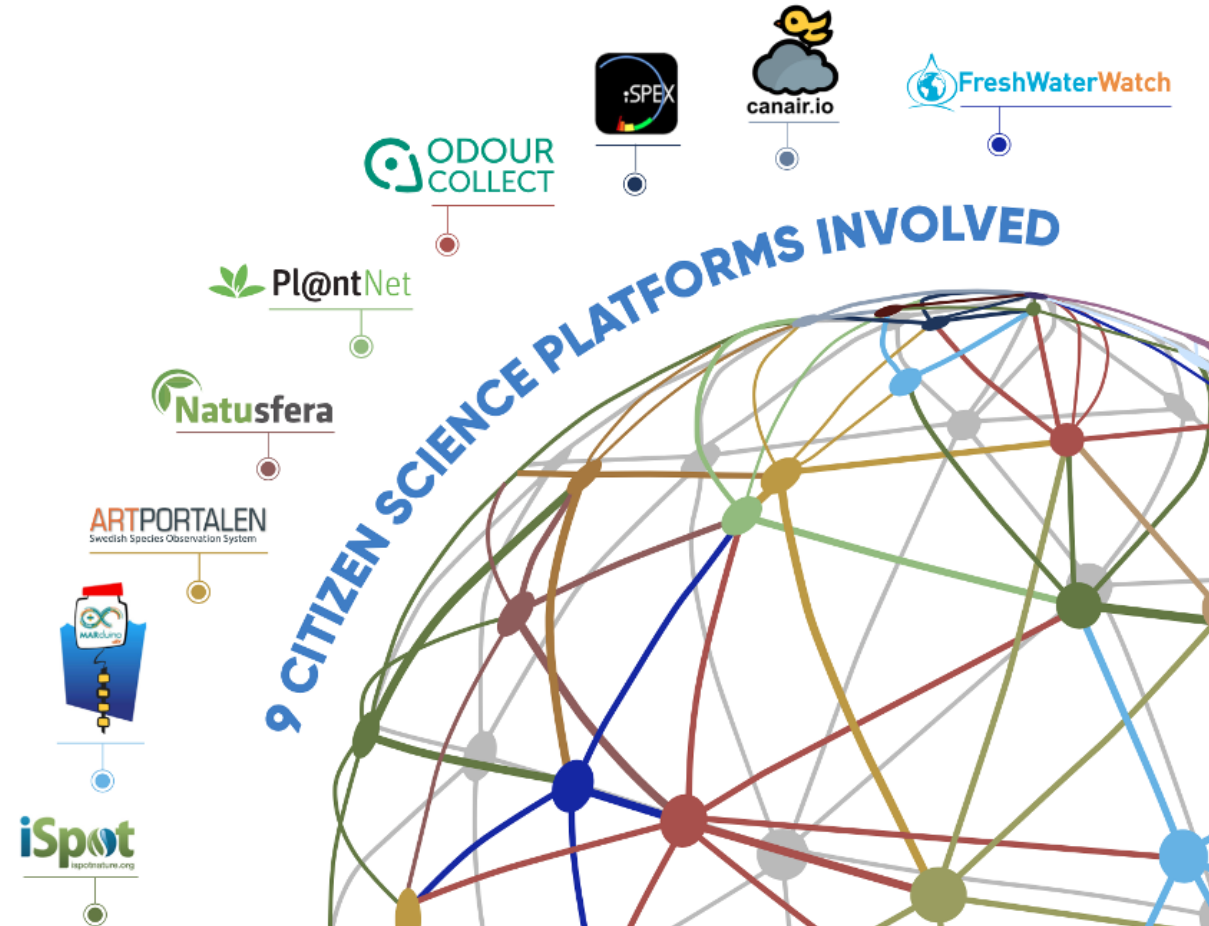 canair.io
FreshWaterWatch
iSPEX
ODOUR
COLLECT
Pl@ntNet
Natusfera
ARTPORTALEN
Swedish Species Observation System
MARduino
iSpot
ispotnature.org
9 CITIZEN SCIENCE PLATFORMS INVOLVED